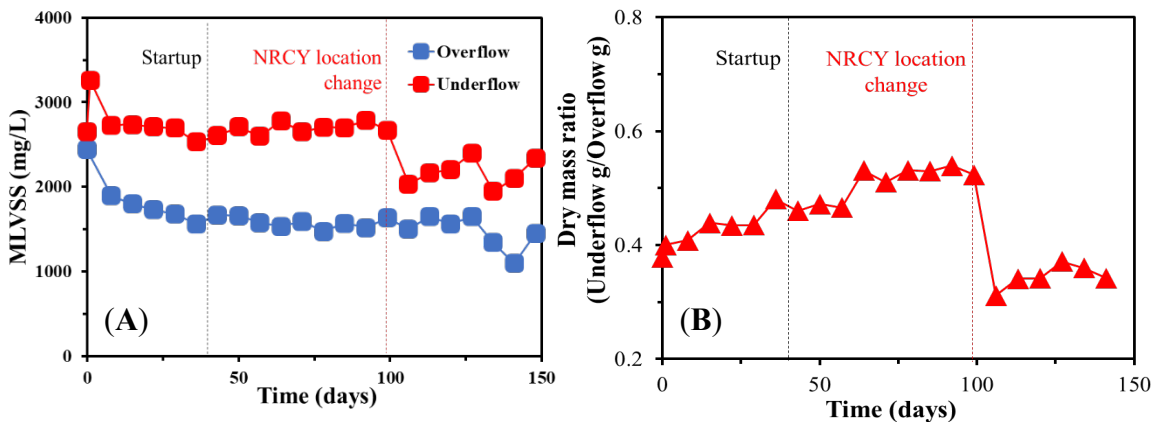 MLVSS (mg/L)
4000
3000
2000
1000
0
Startup
NRCY location
change
Overflow
Underflow
(A)
0
50
100
150
Time (days)
Dry mass ratio
(Underflow g/Overflow g)
0.8
0.6
0.4
0.2
Startup
NRCY location
change
(B)
0
50
100
150
Time (days)